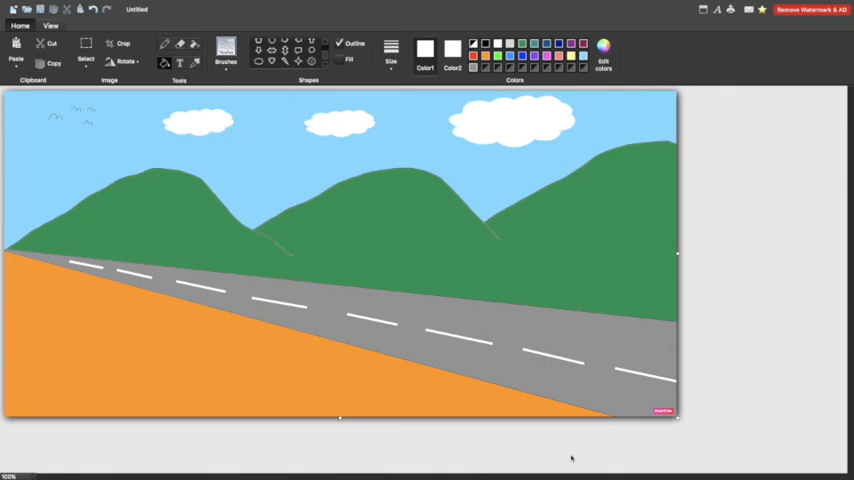 Untitled
Remove Watermark & AD
Home View
Paste
Cut
Copy
Clipboard
Select
Crop
Rotate
Image
Tools
Brushes
Outline
Fill
Shapes
Size
Color1
Color2
Edit
colors
Colors
100%